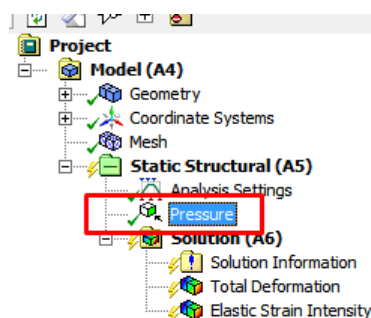 Project
Model (A4)
Geometry
Coordinate Systems
Mesh
Static Structural (A5)
Analysis Settings
Pressure
Solution (A6)
Solution Information
Total Deformation
Elastic Strain Intensity